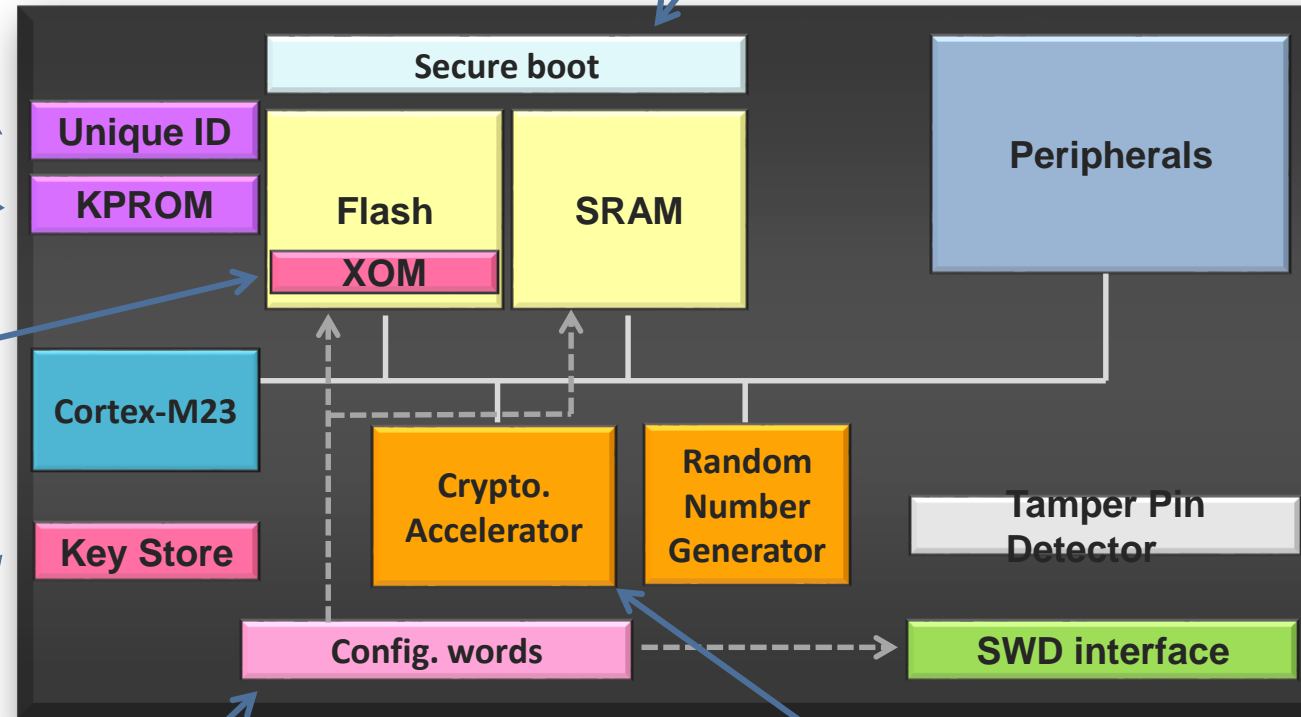 Secure boot
Unique ID
KPROM
Flash
XOM
SRAM
Peripherals
Cortex-M23
Crypto.
Accelerator
Random
Number
Generator
Tamper Pin
Detector
Key Store
Config. words
SWD interface